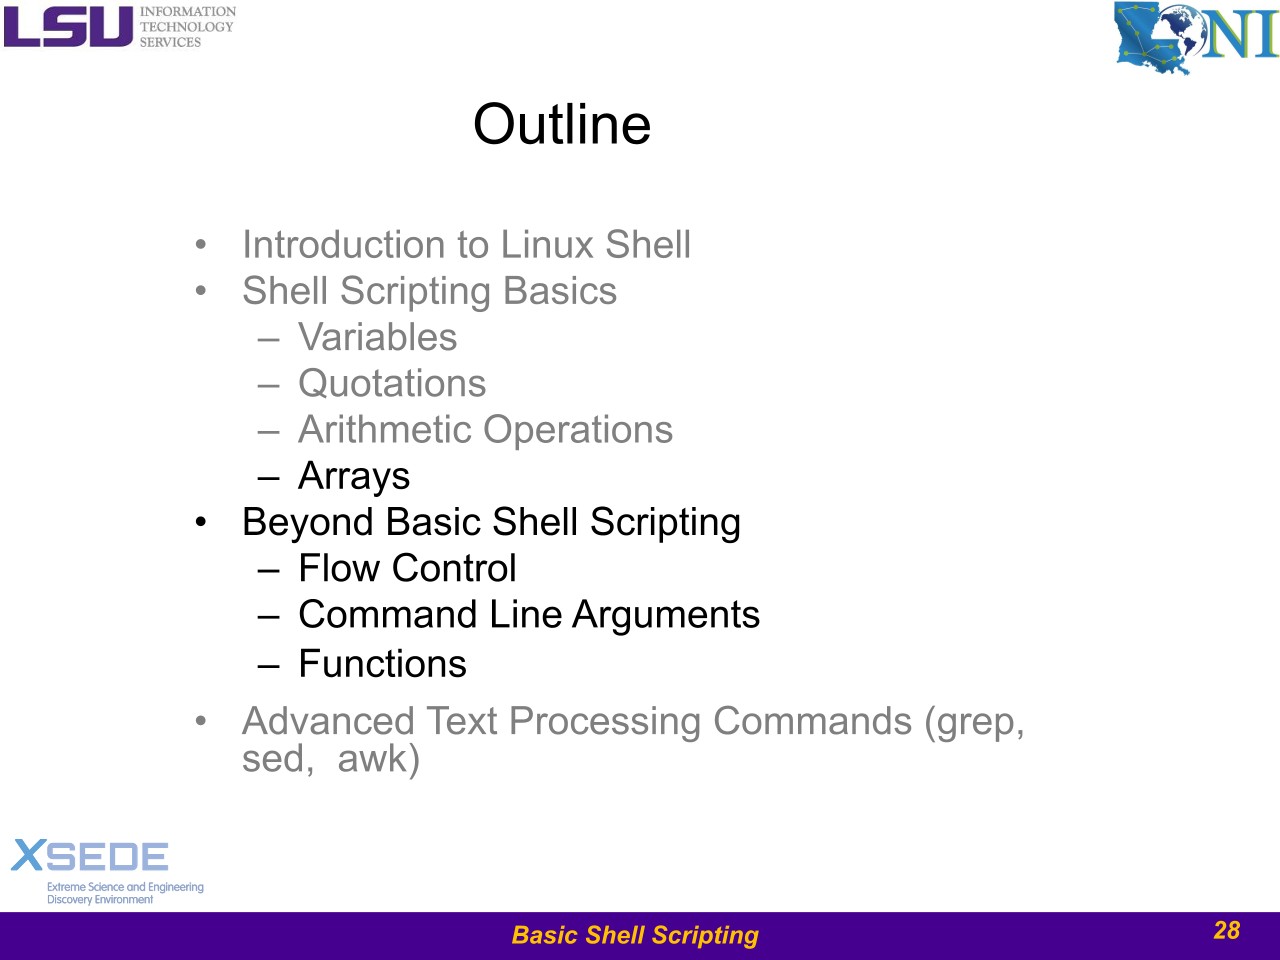 LSU INFORMATION
TECHNOLOGY
SERVICES
LONI
Outline
• Introduction to Linux Shell
• Shell Scripting Basics
– Variables
– Quotations
– Arithmetic Operations
– Arrays
• Beyond Basic Shell Scripting
– Flow Control
– Command Line Arguments
– Functions
• Advanced Text Processing Commands (grep,
sed,  awk)
XSEDE
Extreme Science and Engineering
Discovery Environment
Basic Shell Scripting
28